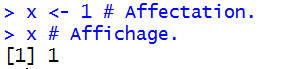 > x <- 1 # Affectation.
> x # Affichage.
[1] 1